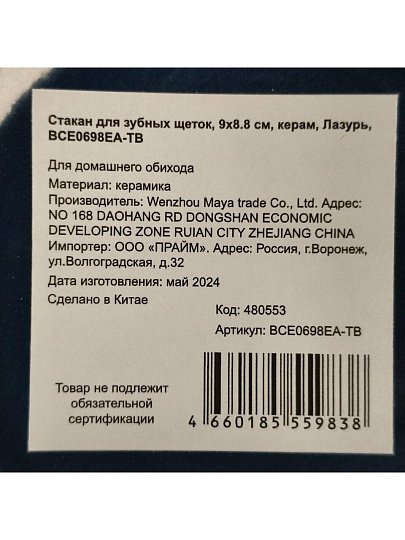 Стакан для зубных щеток, 9х8.8 см, керам, Лазурь,
BCE0698EA-TB
Для домашнего обихода
Материал: керамика
Производитель: Wenzhou Maya trade Co., Ltd. Адрес:
NO 168 DAOHANG RD DONGSHAN ECONOMIC
DEVELOPING ZONE RUIAN CITY ZHEJIANG CHINA
Импортер: ООО «ПРАЙМ». Адрес: Россия, г.Воронеж,
ул.Волгоградская, д.32
Дата изготовления: май 2024
Сделано в Китае
Код: 480553
Артикул: BCE0698EA-TB
Товар не подлежит
обязательной
сертификации
4 660185 559838